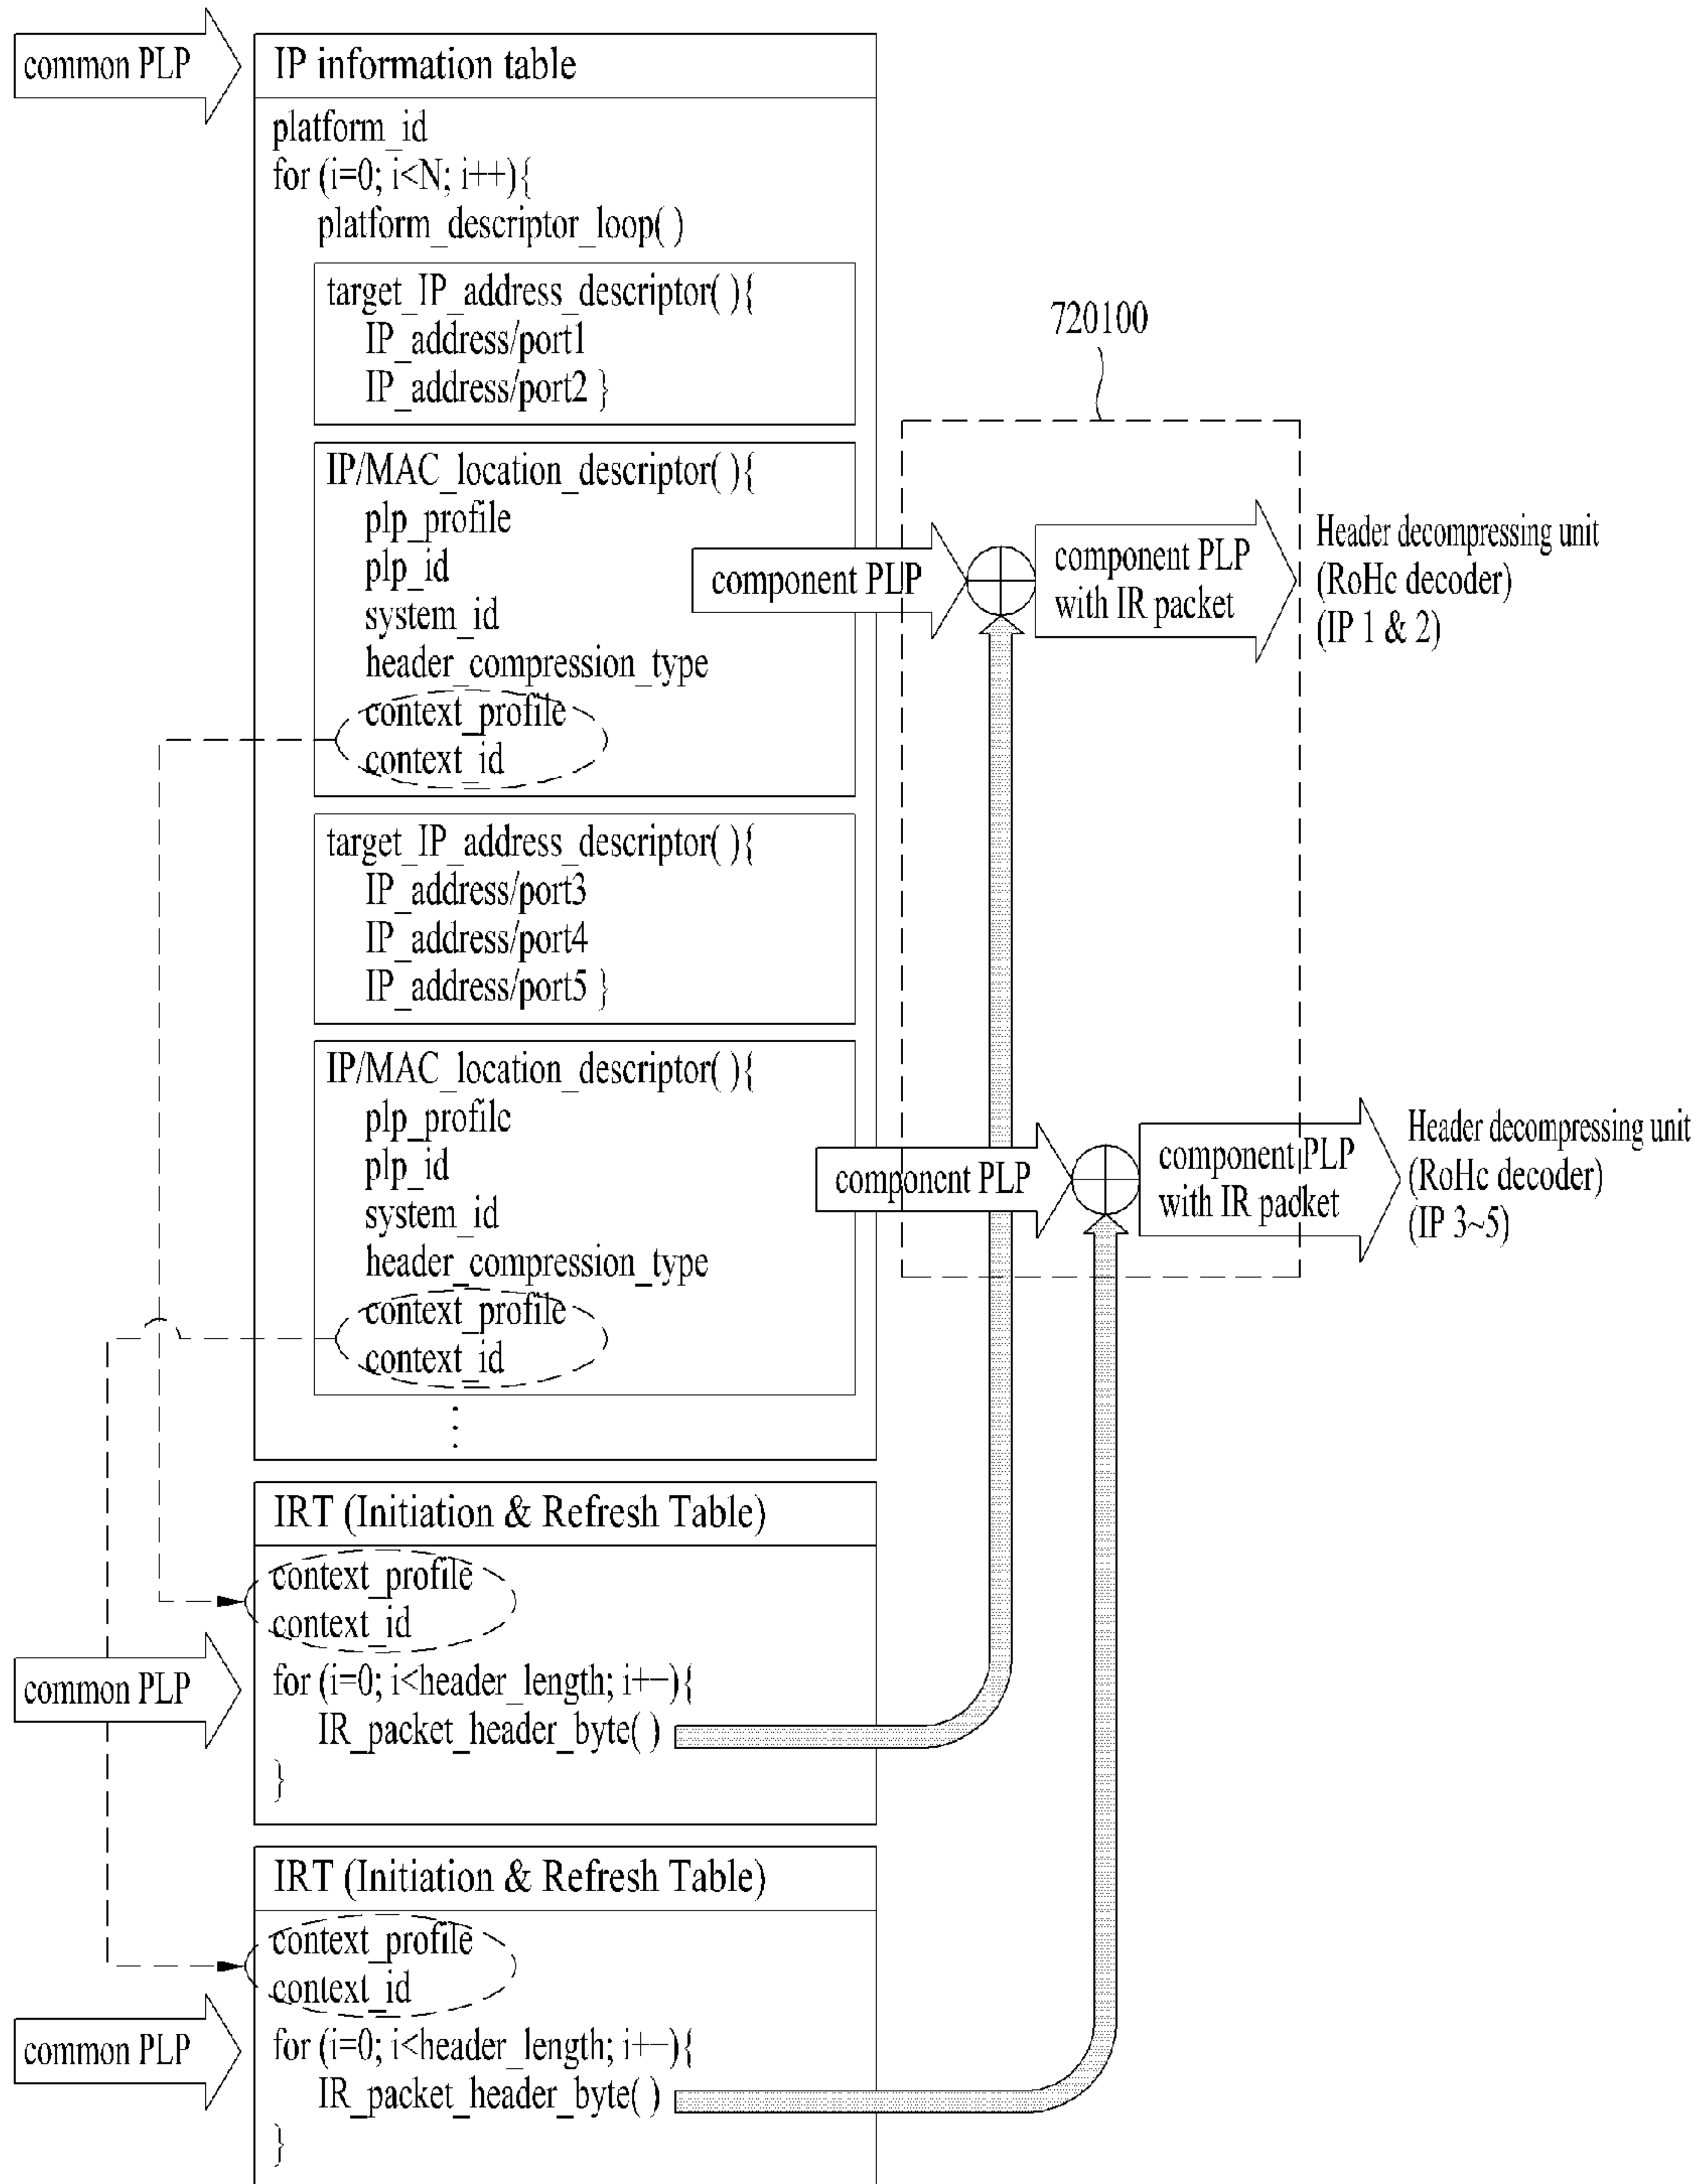 common PLP
IP information table
platform_id
for (i=0; i<N; i++){
platform_descriptor_loop( )
target_IP_address_descriptor( ){
IP_address/port1
IP_address/port2 }
720100
IP/MAC_location_descriptor( ){
plp_profile
plp_id
system_id
header_compression_type
context_profile
context_id
component PLP
component PLP
with IR packet
Header decompressing unit
(RoHc decoder)
(IP 1 & 2)
target_IP_address_descriptor( ){
IP_address/port3
IP_address/port4
IP_address/port5 }
IP/MAC_location_descriptor( ){
plp_profile
plp_id
system_id
header_compression_type
context_profile
context_id
component PLP
component PLP
with IR packet
Header decompressing unit
(RoHc decoder)
(IP 3~5)
⋮
IRT (Initiation & Refresh Table)
context_profile
context_id
common PLP
for (i=0; i<header_length; i+–){
IR_packet_header_byte( )
}
IRT (Initiation & Refresh Table)
context_profile
context_id
common PLP
for (i=0; i<header_length; i+–){
IR_packet_header_byte( )
}